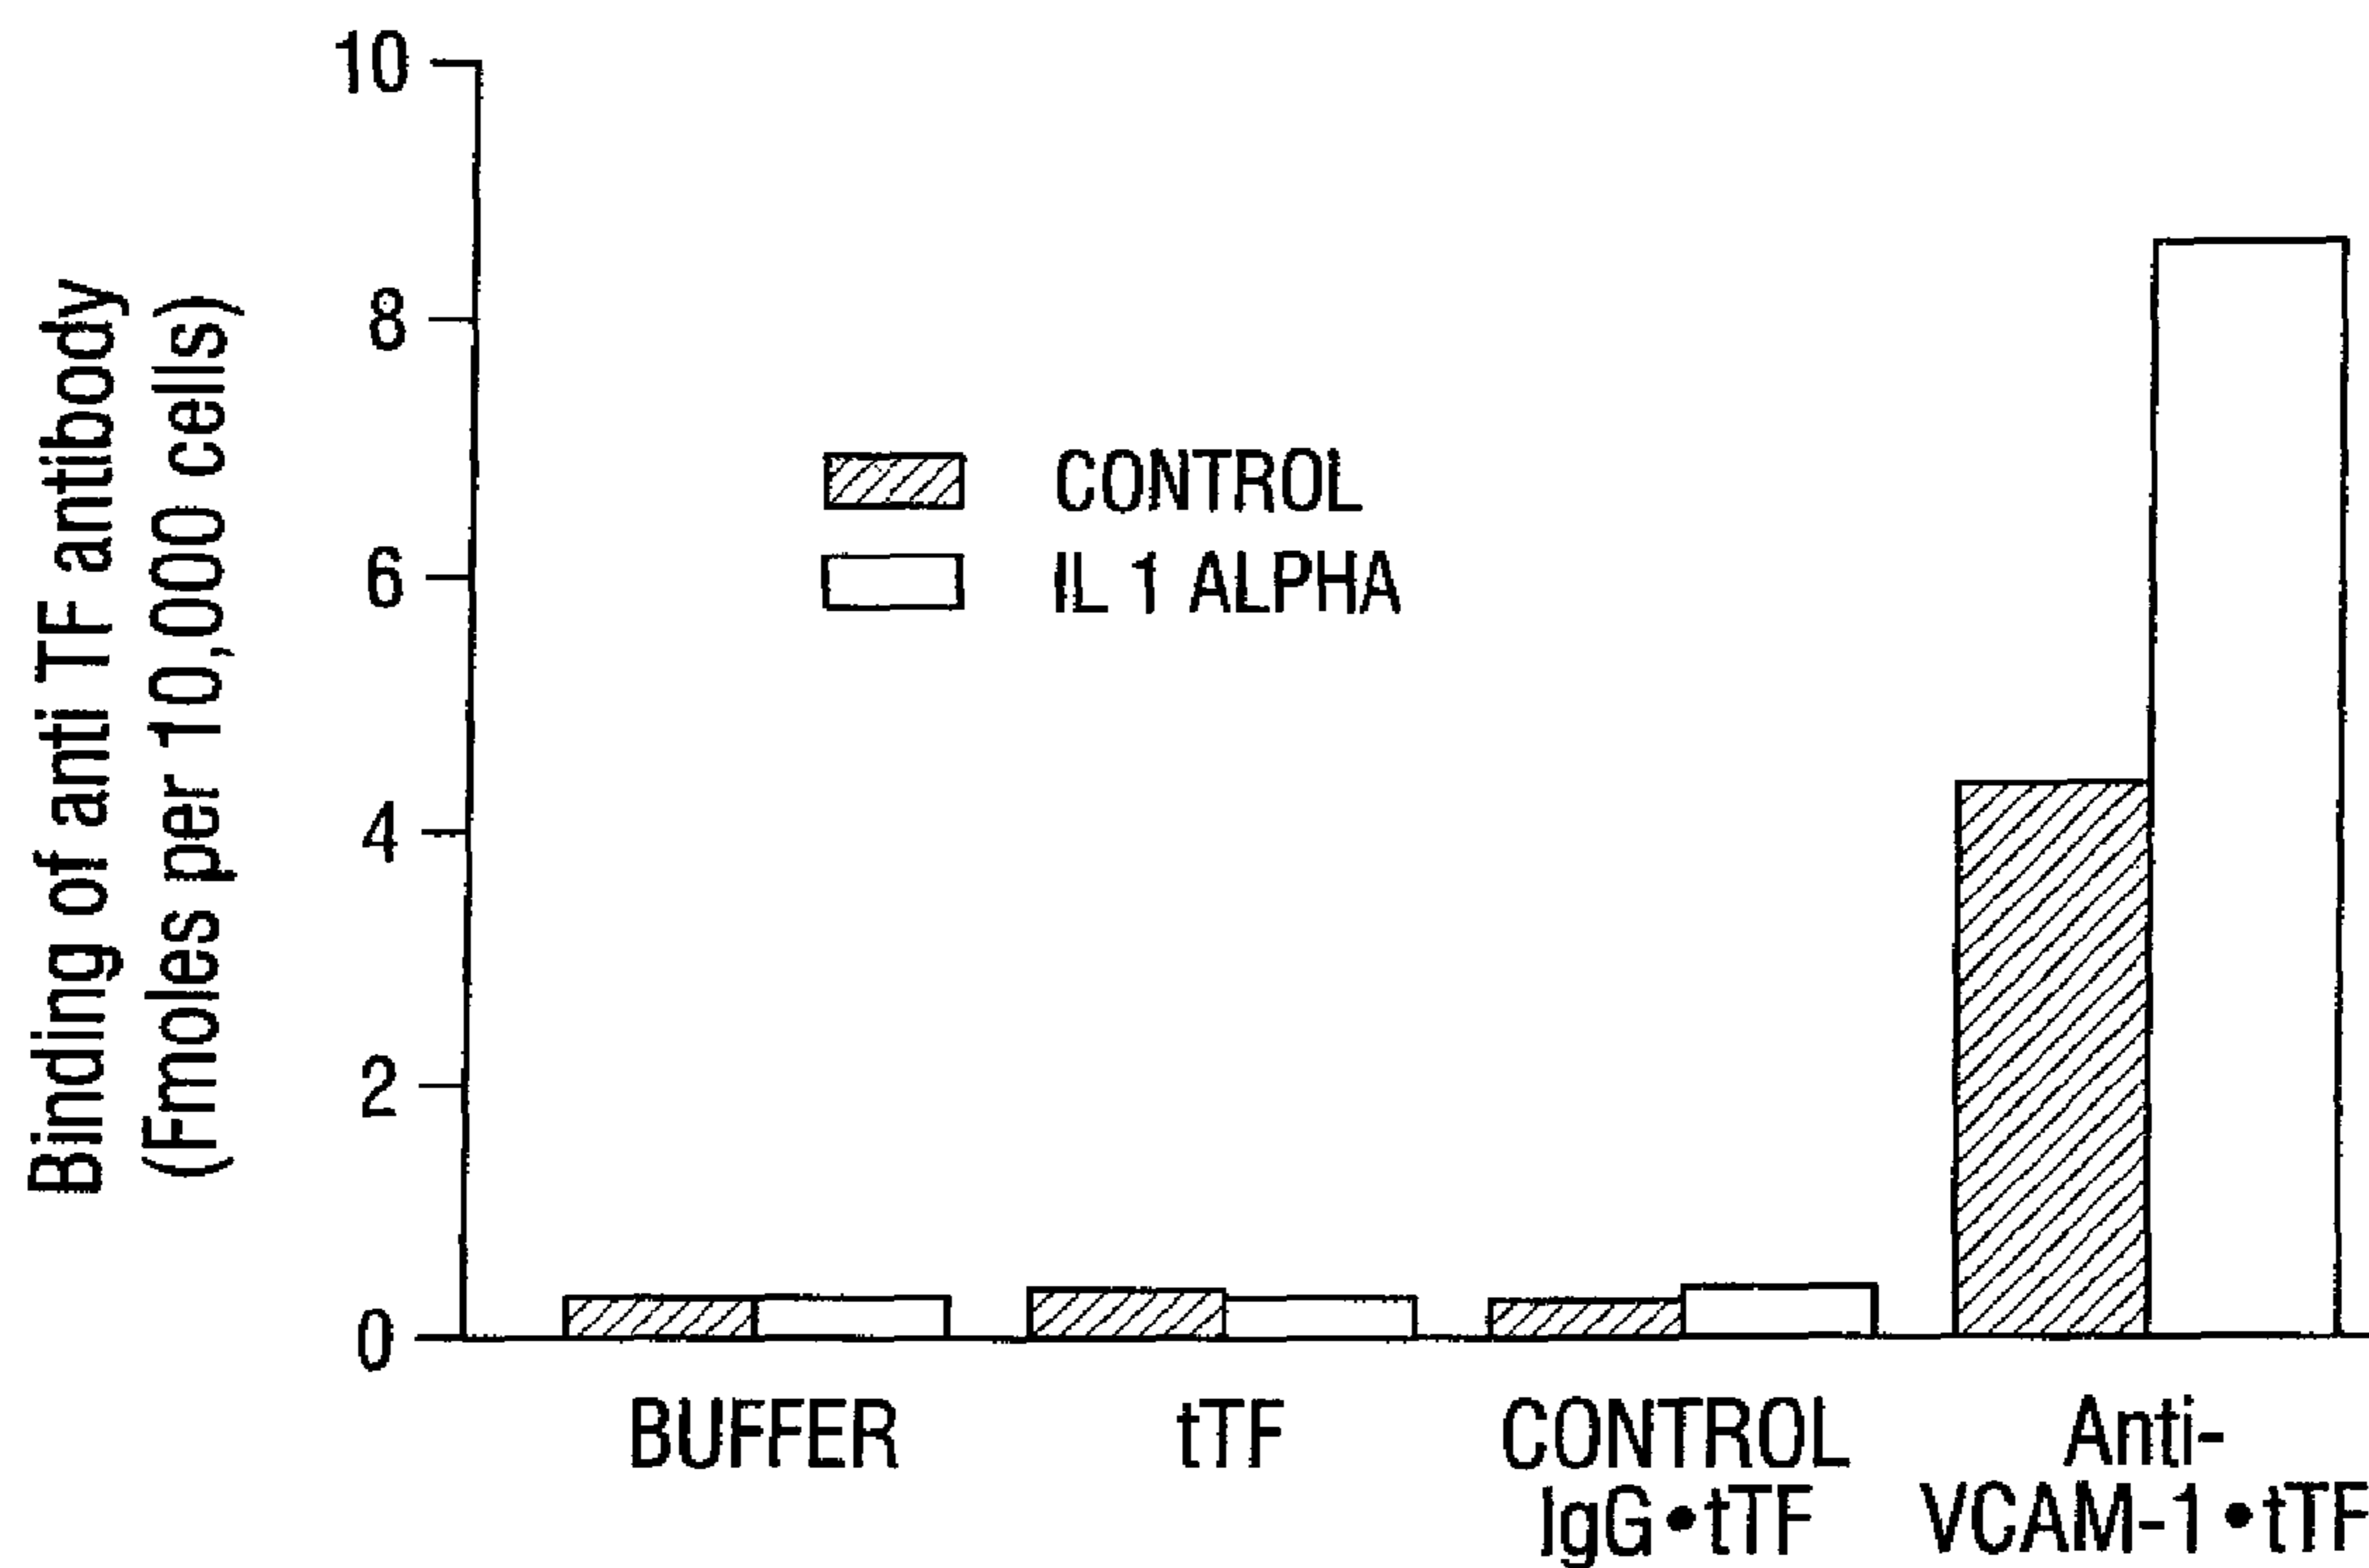 Binding of anti TF antibody
(Fmoles per 10,000 cells)
10
8
6
4
2
0
CONTROL
IL 1 ALPHA
BUFFER
tTF
CONTROL
IgG•tTF
Anti-
VCAM-1•tTF